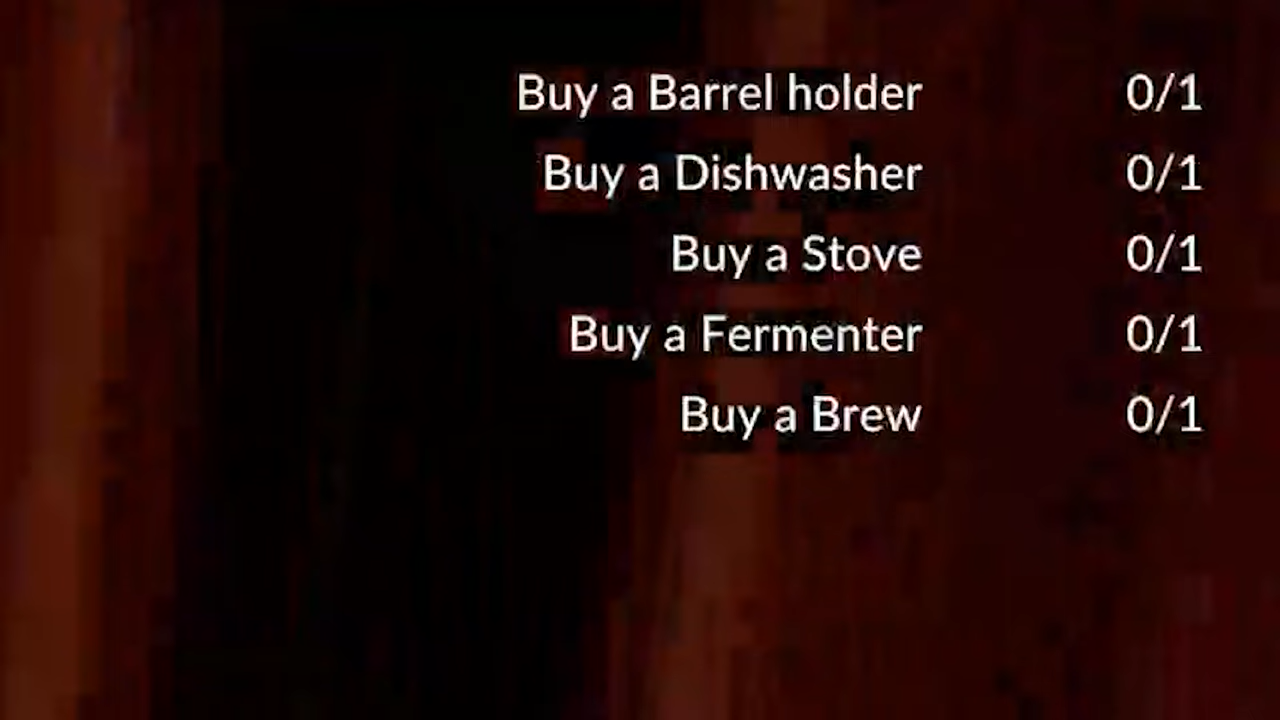 Buy a Barrel holder 0/1
Buy a Dishwasher 0/1
Buy a Stove 0/1
Buy a Fermenter 0/1
Buy a Brew 0/1